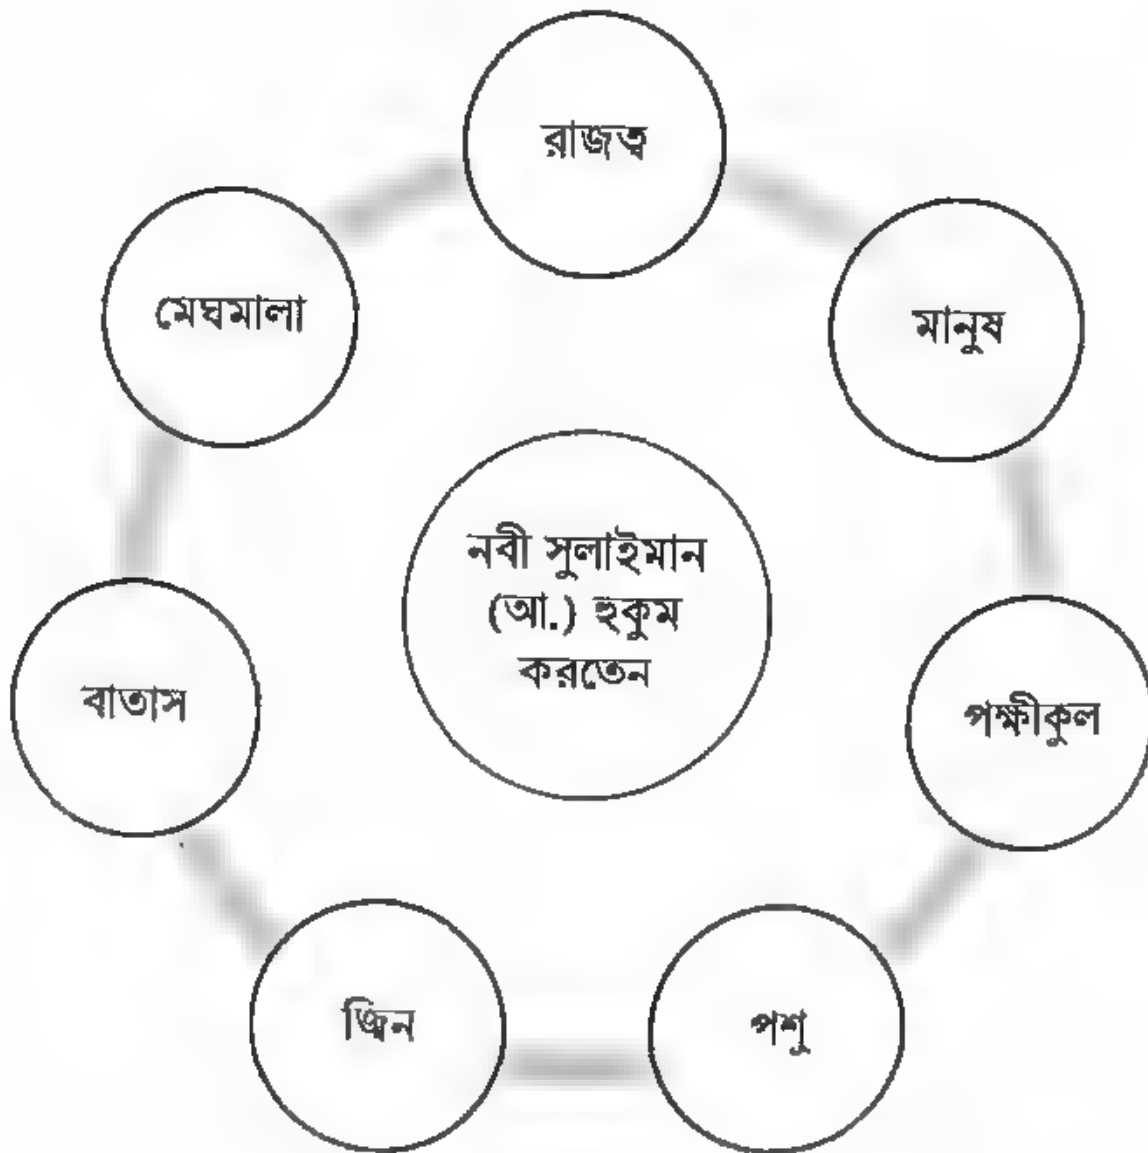 রাজত্ব
মেঘমালা
মানুষ
নবী সুলাইমান
(আ.) হুকুম
করতেন
বাতাস
পক্ষীকুল
জ্বিন
পশু